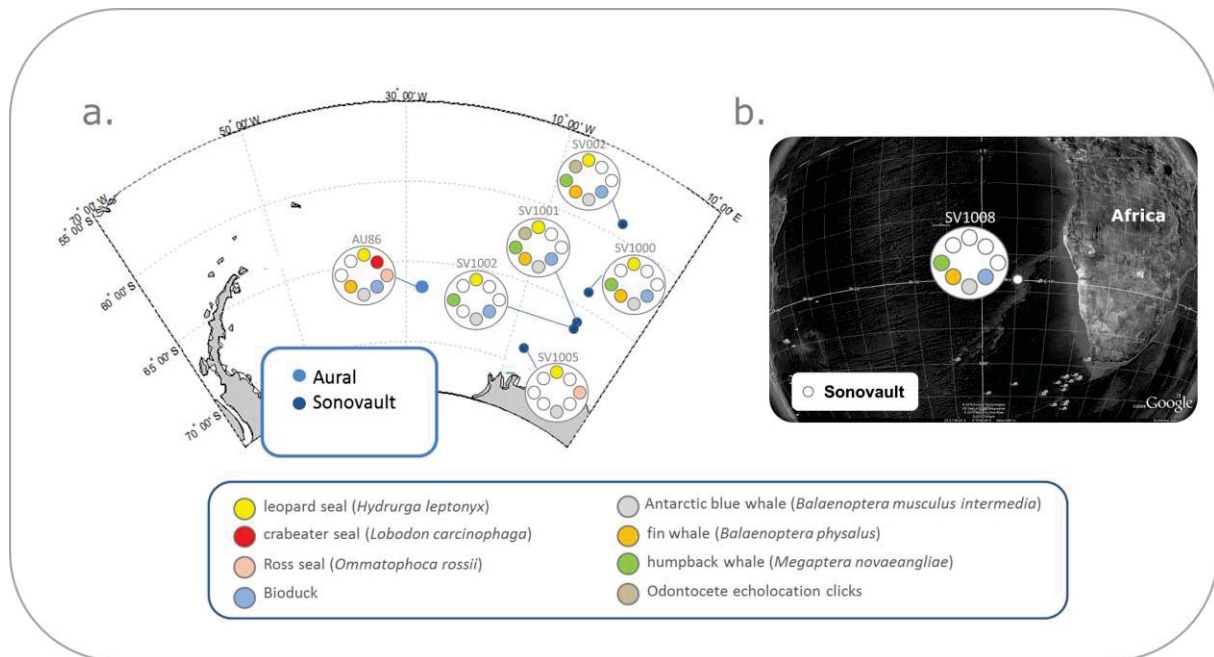 a.
b.
30° 00' W
50° 00' W
10° 00' W
70° 00' W
10° 00' E
55° 00' S
60° 00' S
65° 00' S
70° 00' S
SV002
SV1001
SV1000
AU86
SV1002
SV1005
Aural
Sonovault
SV1008
Africa
Sonovault
Google
leopard seal (Hydrurga leptonyx)
crabeater seal (Lobodon carcinophaga)
Ross seal (Ommatophoca rossii)
Bioduck
Antarctic blue whale (Balaenoptera musculus intermedia)
fin whale (Balaenoptera physalus)
humpback whale (Megaptera novaeangliae)
Odontocete echolocation clicks